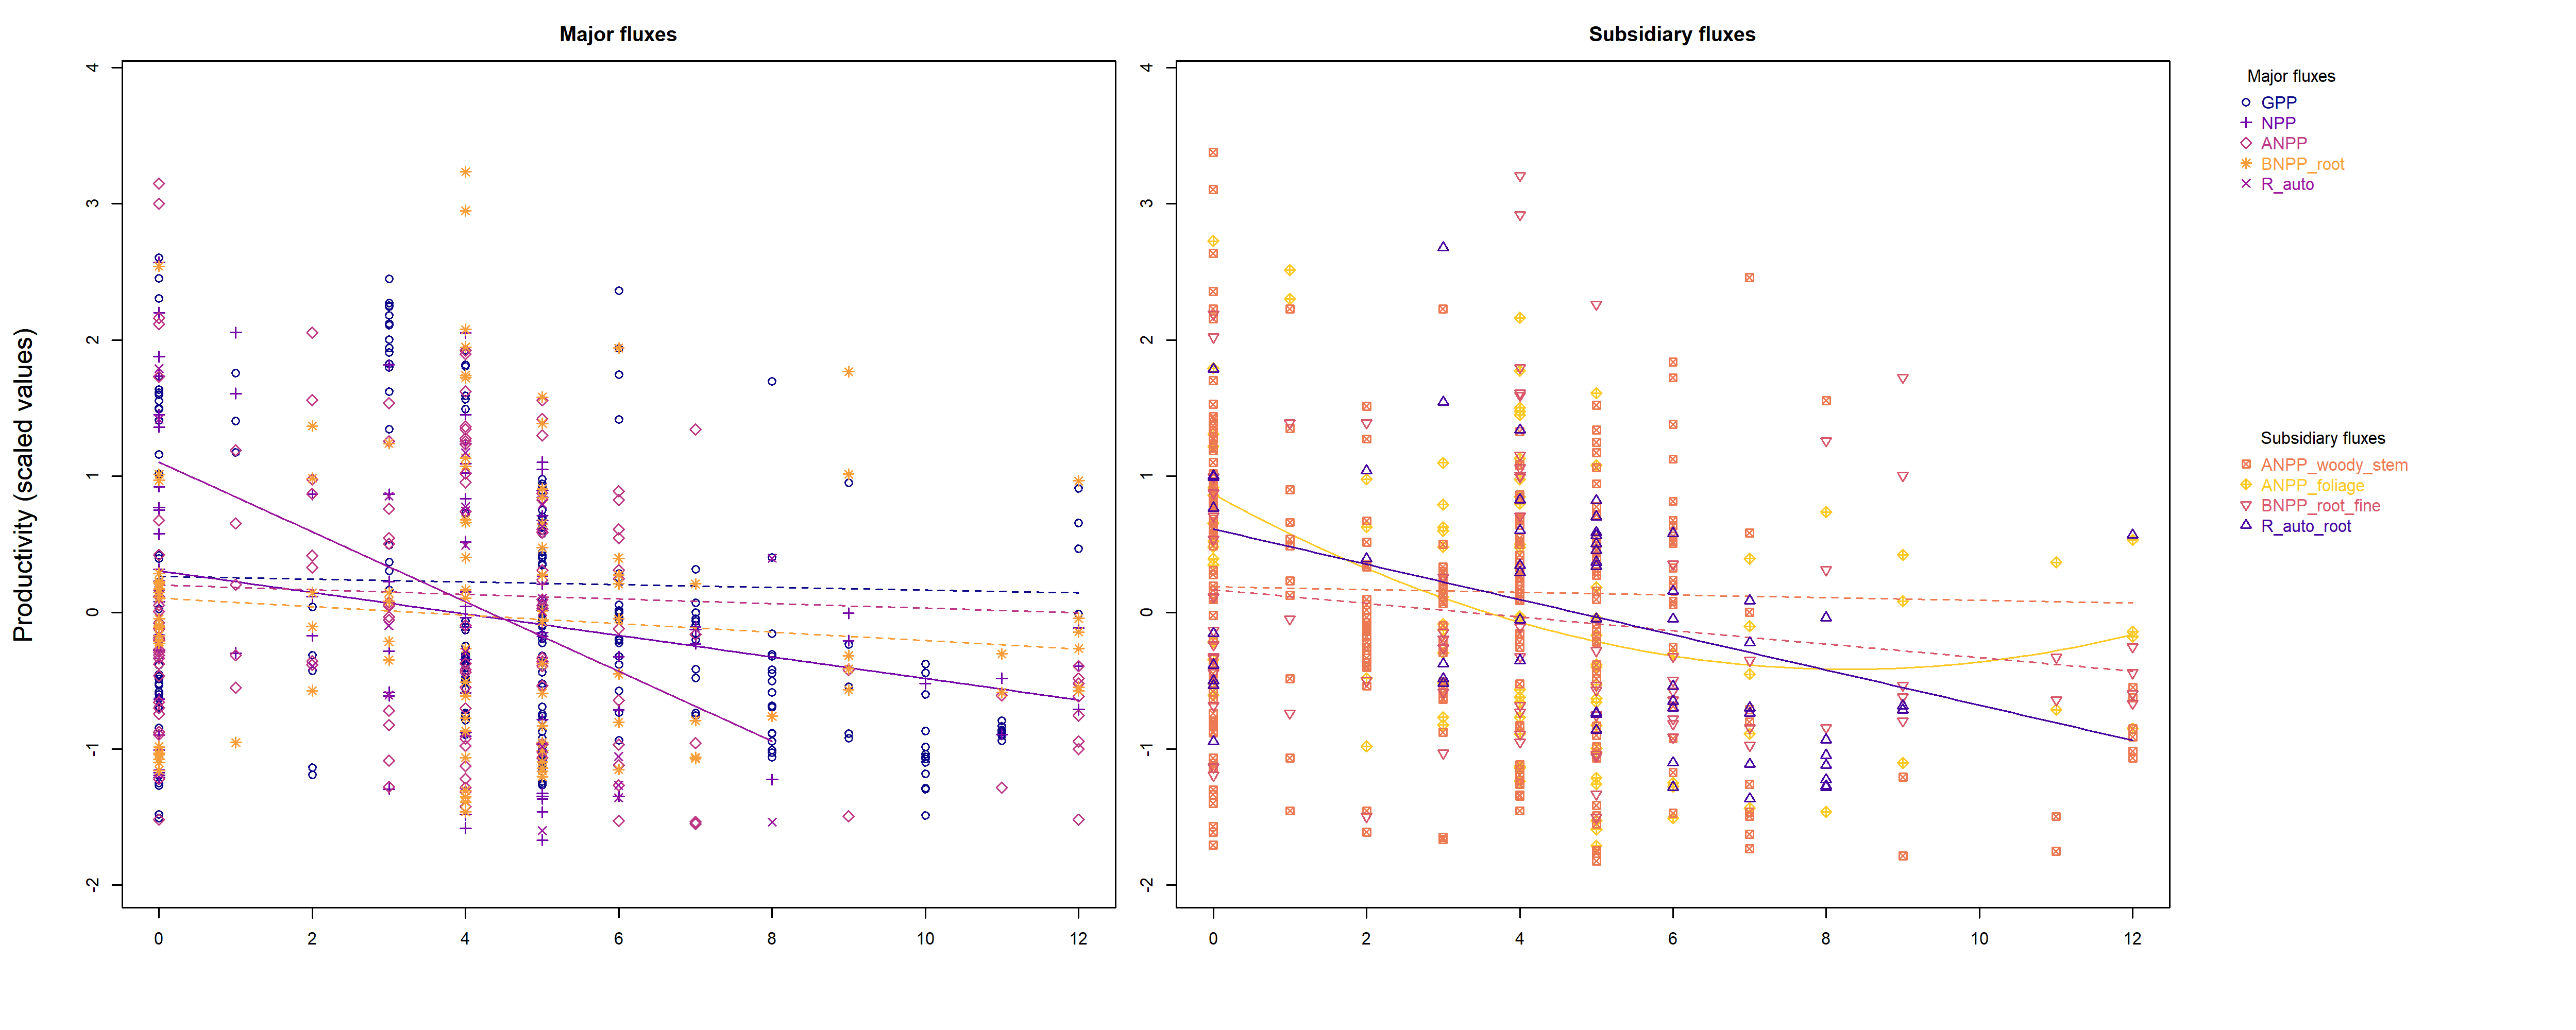 Major fluxes
Subsidiary fluxes
Productivity (scaled values)
4
3
2
1
0
-1
-2
0 2 4 6 8 10 12
4
3
2
1
0
-1
-2
0 2 4 6 8 10 12
Major fluxes
GPP
NPP
ANPP
BNPP_root
R_auto
Subsidiary fluxes
ANPP_woody_stem
ANPP_foliage
BNPP_root_fine
R_auto_root